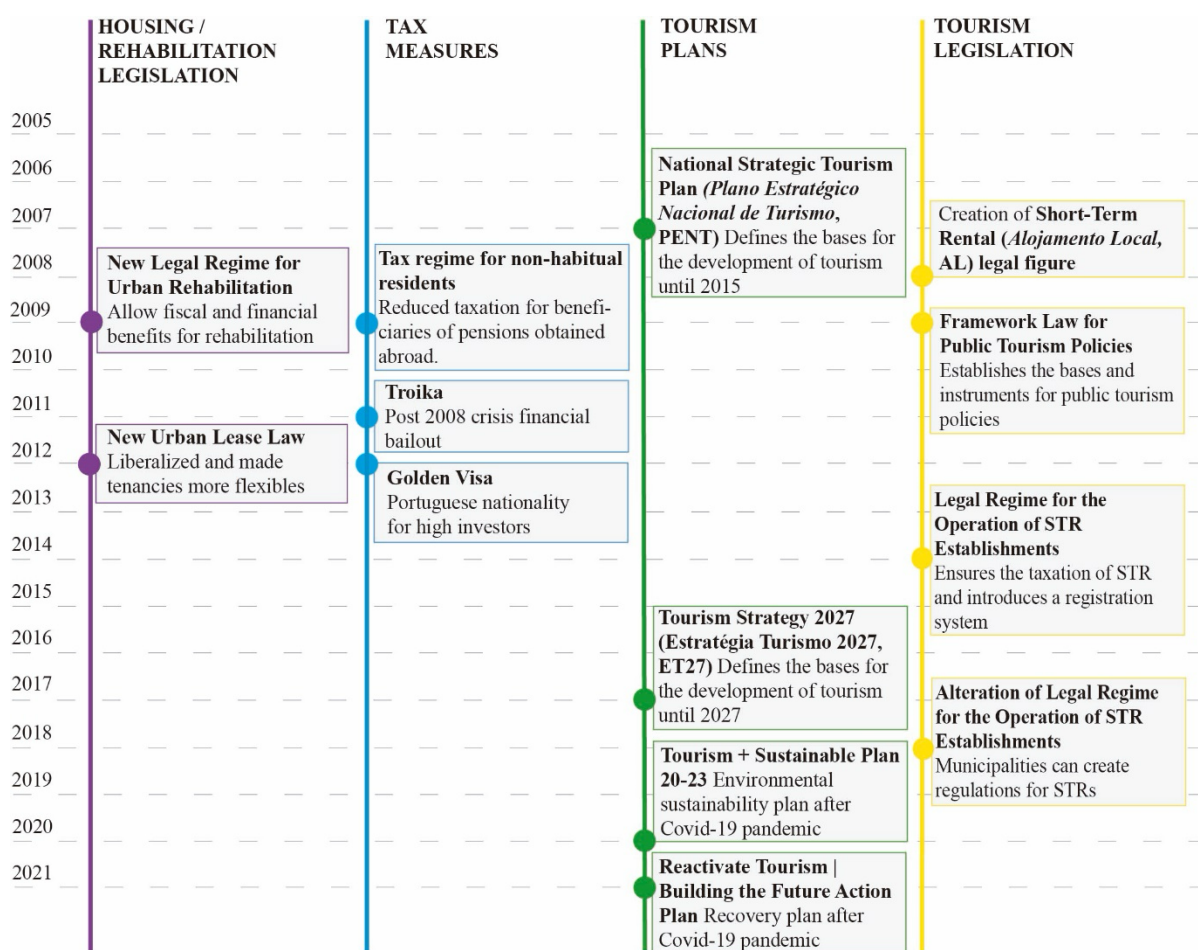 HOUSING /
REHABILITATION
LEGISLATION
TAX
MEASURES
TOURISM
PLANS
TOURISM
LEGISLATION
2005
2006
2007
2008
2009
2010
2011
2012
2013
2014
2015
2016
2017
2018
2019
2020
2021
New Legal Regime for
Urban Rehabilitation
Allow fiscal and financial
benefits for rehabilitation
New Urban Lease Law
Liberalized and made
tenancies more flexibles
Tax regime for non-habitual
residents
Reduced taxation for benefi-
ciaries of pensions obtained
abroad.
Troika
Post 2008 crisis financial
bailout
Golden Visa
Portuguese nationality
for high investors
National Strategic Tourism
Plan (Plano Estratégico
Nacional de Turismo,
PENT) Defines the bases for
the development of tourism
until 2015
Tourism Strategy 2027
(Estratégia Turismo 2027,
ET27) Defines the bases for
the development of tourism
until 2027
Tourism + Sustainable Plan
20-23 Environmental
sustainability plan after
Covid-19 pandemic
Reactivate Tourism |
Building the Future Action
Plan Recovery plan after
Covid-19 pandemic
Creation of Short-Term
Rental (Alojamento Local,
AL) legal figure
Framework Law for
Public Tourism Policies
Establishes the bases and
instruments for public tourism
policies
Legal Regime for the
Operation of STR
Establishments
Ensures the taxation of STR
and introduces a registration
system
Alteration of Legal Regime
for the Operation of STR
Establishments
Municipalities can create
regulations for STRs